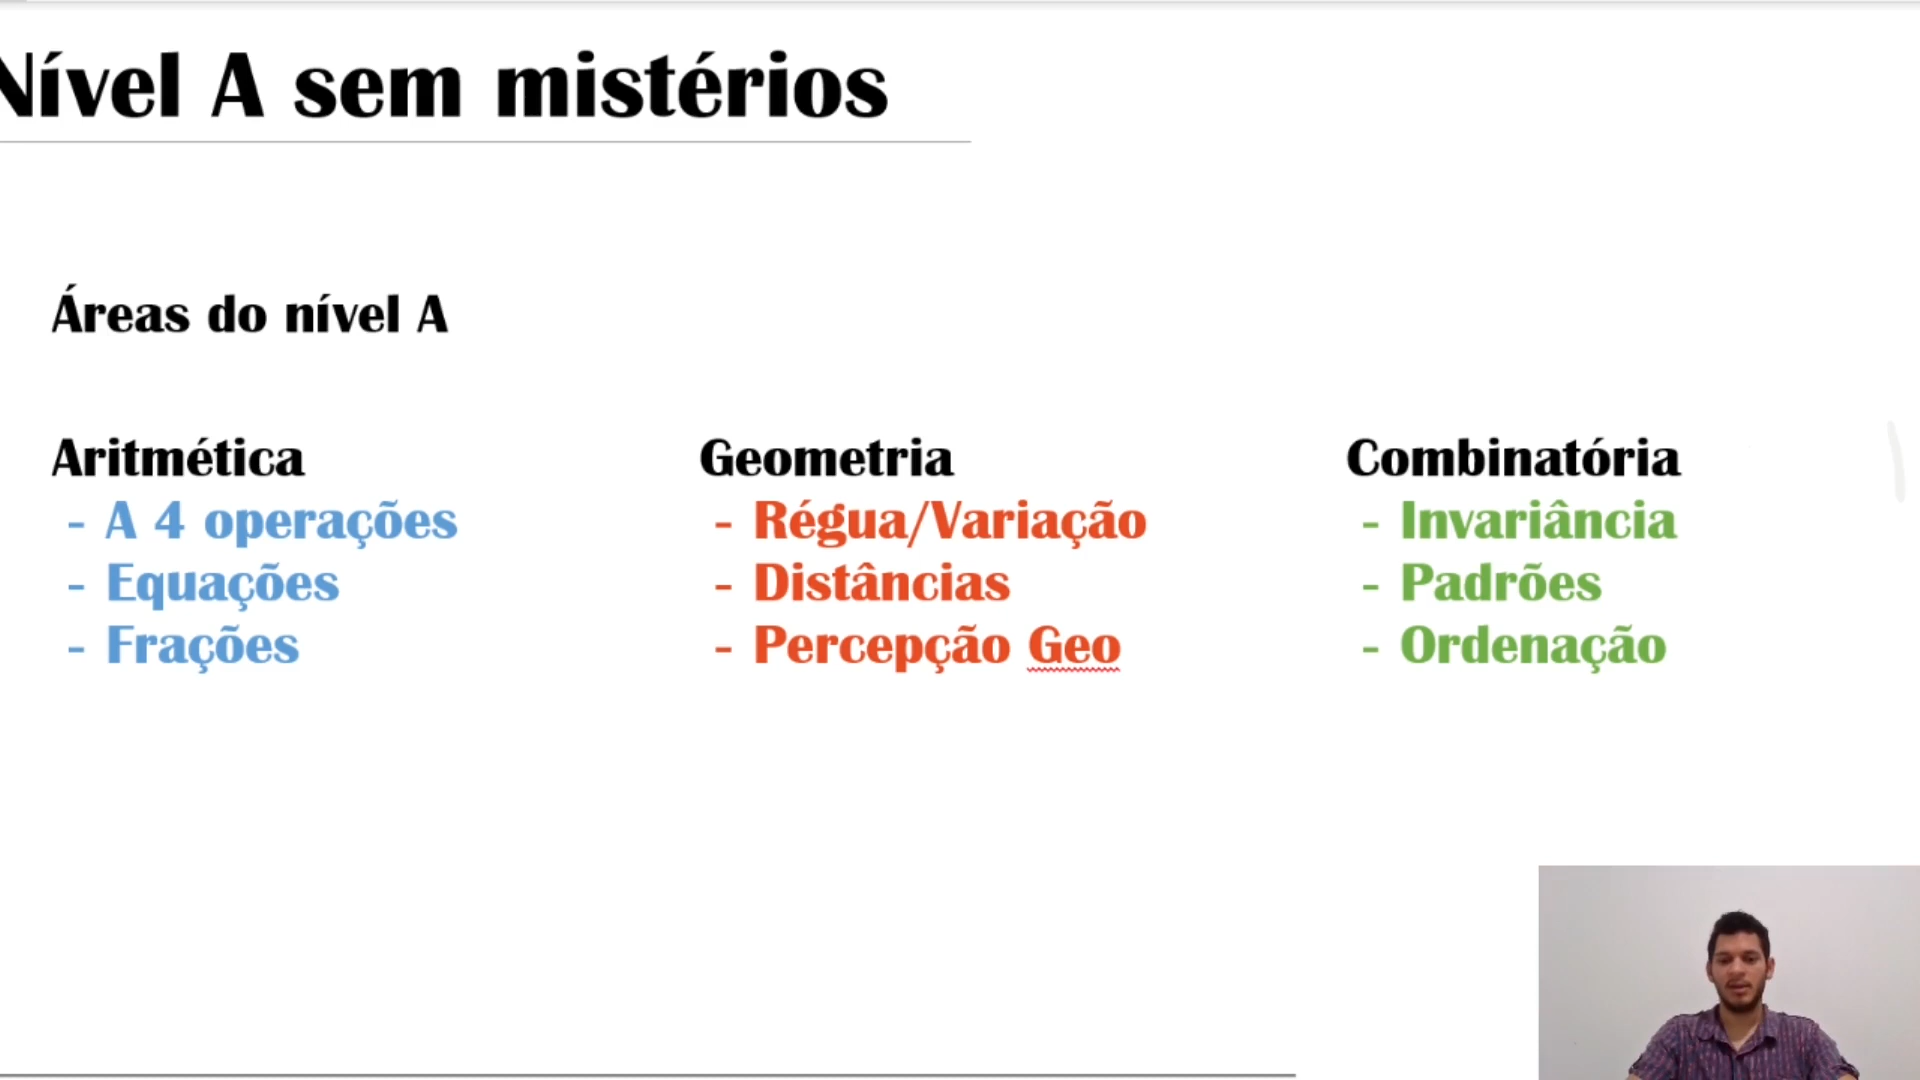 Nível A sem mistérios
Áreas do nível A
Aritmética
- A 4 operações
- Equações
- Frações
Geometria
- Régua/Variação
- Distâncias
- Percepção Geo
Combinatória
- Invariância
- Padrões
- Ordenação